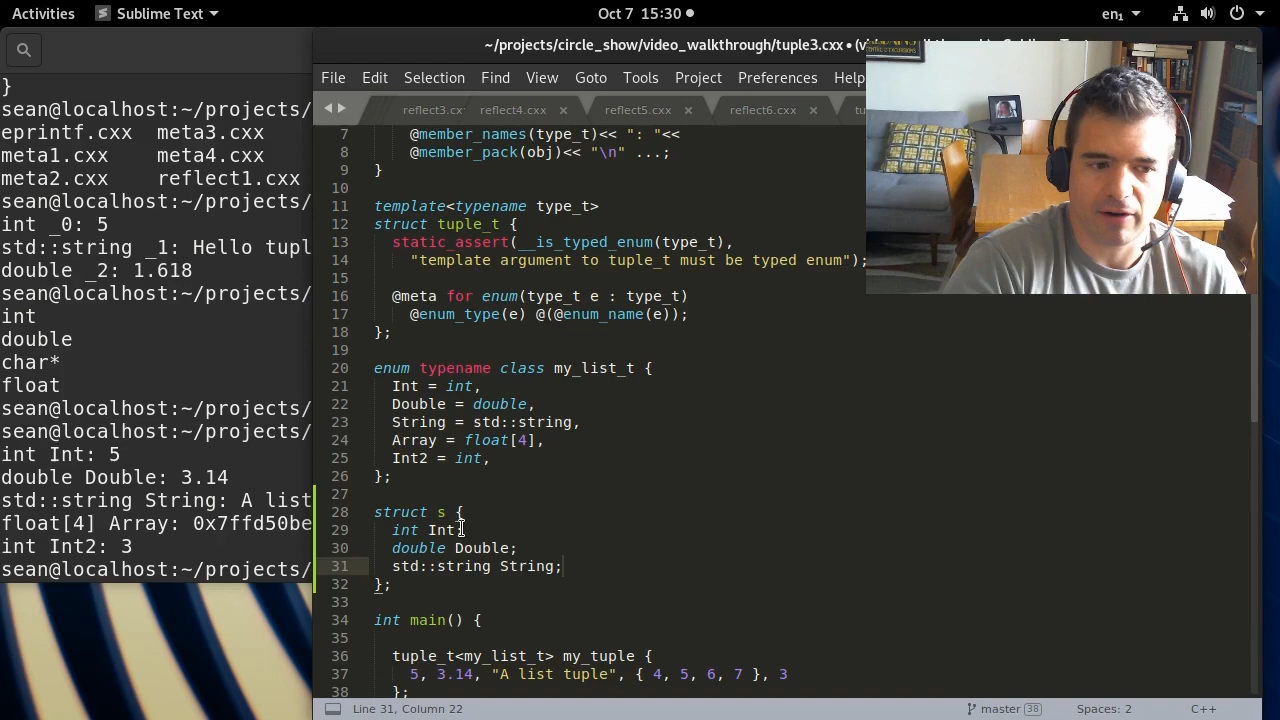 Activities
Sublime Text
Oct 7 15:30
en₁
~/projects/circle_show/video_walkthrough/tuple3.cxx • (vi
File Edit Selection Find View Goto Tools Project Preferences Help
reflect3.cx
reflect4.cxx
reflect5.cxx
reflect6.cxx
tu
}
sean@localhost:~/projects/
eprintf.cxx meta3.cxx
meta1.cxx meta4.cxx
meta2.cxx reflect1.cxx
sean@localhost:~/projects/
int _0: 5
std::string _1: Hello tupl
double _2: 1.618
sean@localhost:~/projects/
int
double
char*
float
sean@localhost:~/projects/
sean@localhost:~/projects/
int Int: 5
double Double: 3.14
std::string String: A list
float[4] Array: 0x7ffd50be
int Int2: 3
sean@localhost:~/projects/
7 @member_names(type_t)<< ": "<<
8 @member_pack(obj)<< "\n" ...;
9 }
10
11 template<typename type_t>
12 struct tuple_t {
13 static_assert(__is_typed_enum(type_t),
14 "template argument to tuple_t must be typed enum");
15
16 @meta for enum(type_t e : type_t)
17 @enum_type(e) @(@enum_name(e));
18 };
19
20 enum typename class my_list_t {
21 Int = int,
22 Double = double,
23 String = std::string,
24 Array = float[4],
25 Int2 = int,
26 };
27
28 struct s {
29 int Int;
30 double Double;
31 std::string String;
32 };
33
34 int main() {
35
36 tuple_t<my_list_t> my_tuple {
37 5, 3.14, "A list tuple", { 4, 5, 6, 7 }, 3
38 };
Line 31, Column 22
master 38
Spaces: 2
C++